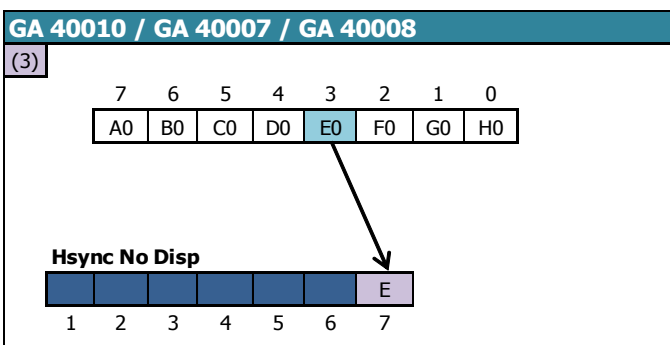 GA 40010 / GA 40007 / GA 40008
(3)
7 6 5 4 3 2 1 0
A0 B0 C0 D0 E0 F0 G0 H0
Hsync No Disp
E
1 2 3 4 5 6 7